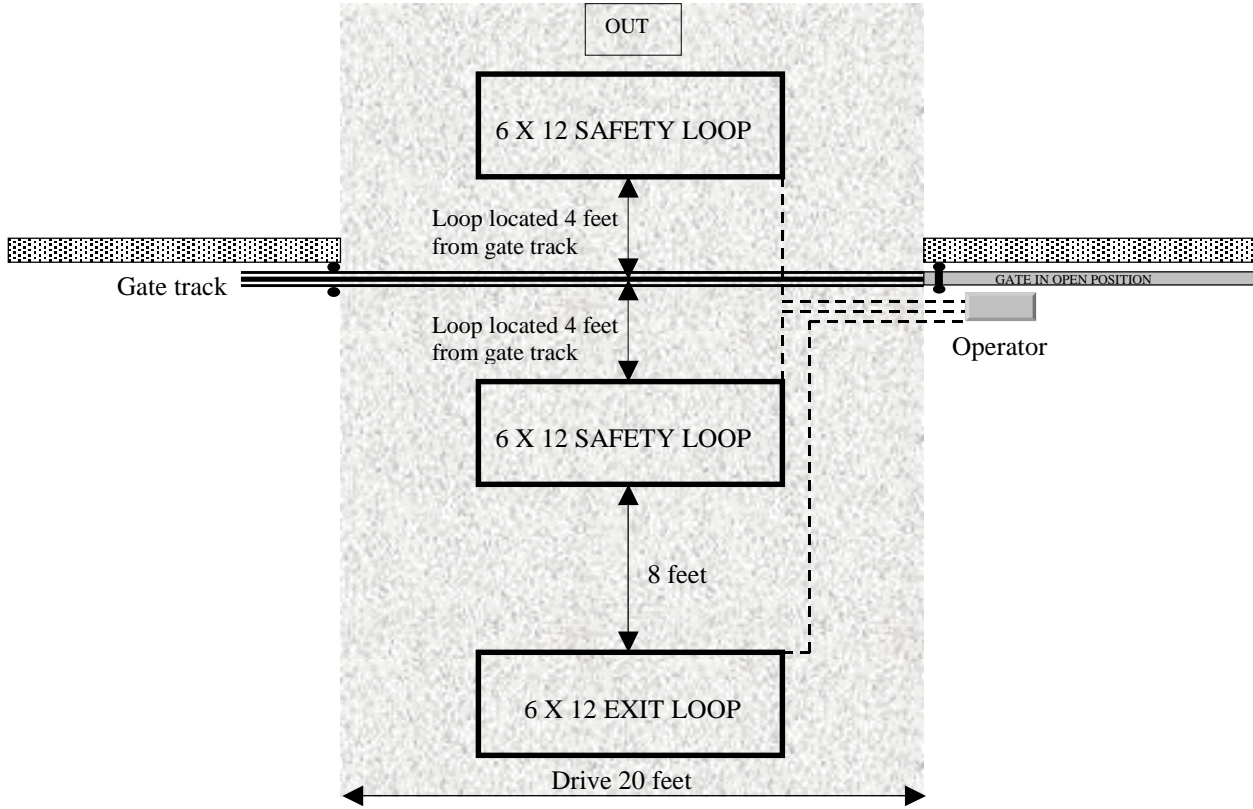 OUT
6 X 12 SAFETY LOOP
Loop located 4 feet
from gate track
Gate track
GATE IN OPEN POSITION
Loop located 4 feet
from gate track
Operator
6 X 12 SAFETY LOOP
8 feet
6 X 12 EXIT LOOP
Drive 20 feet